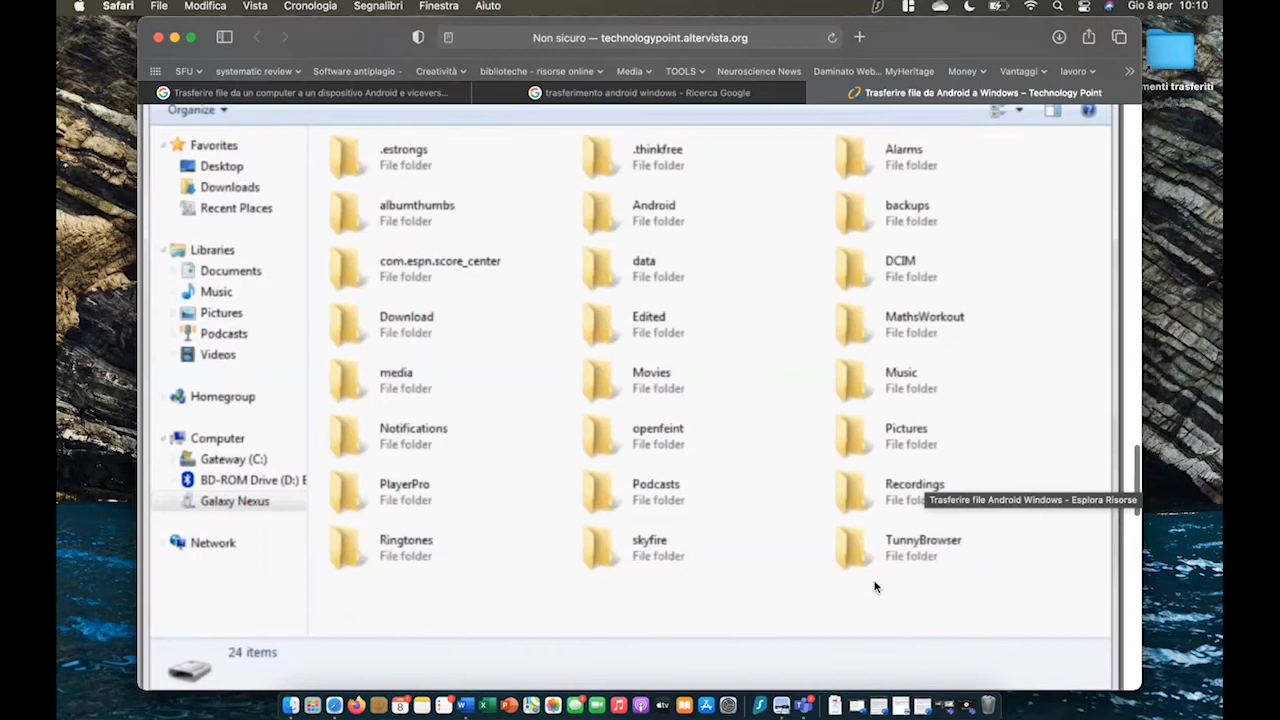 Safari File Modifica Vista Cronologia Segnalibri Finestra Aiuto Gio 8 apr 10:10
Non sicuro — technologypoint.altervista.org
SFU systematic review Software antiplagio - Creatività biblioteche - risorse online Media TOOLS Neuroscience News Daminato Web... MyHeritage Money Vantaggi lavoro
Trasferire file da un computer a un dispositivo Android e vicevers... trasferimento android windows - Ricerca Google Trasferire file da Android a Windows – Technology Point
menti trasferiti
Organize
Favorites
Desktop
Downloads
Recent Places
Libraries
Documents
Music
Pictures
Podcasts
Videos
Homegroup
Computer
Gateway (C:)
BD-ROM Drive (D:) E
Galaxy Nexus
Network
.estrongs
File folder
.thinkfree
File folder
Alarms
File folder
albumthumbs
File folder
Android
File folder
backups
File folder
com.espn.score_center
File folder
data
File folder
DCIM
File folder
Download
File folder
Edited
File folder
MathsWorkout
File folder
media
File folder
Movies
File folder
Music
File folder
Notifications
File folder
openfeint
File folder
Pictures
File folder
PlayerPro
File folder
Podcasts
File folder
Recordings
File
Trasferire file Android Windows - Esplora Risorse
Ringtones
File folder
skyfire
File folder
TunnyBrowser
File folder
24 items